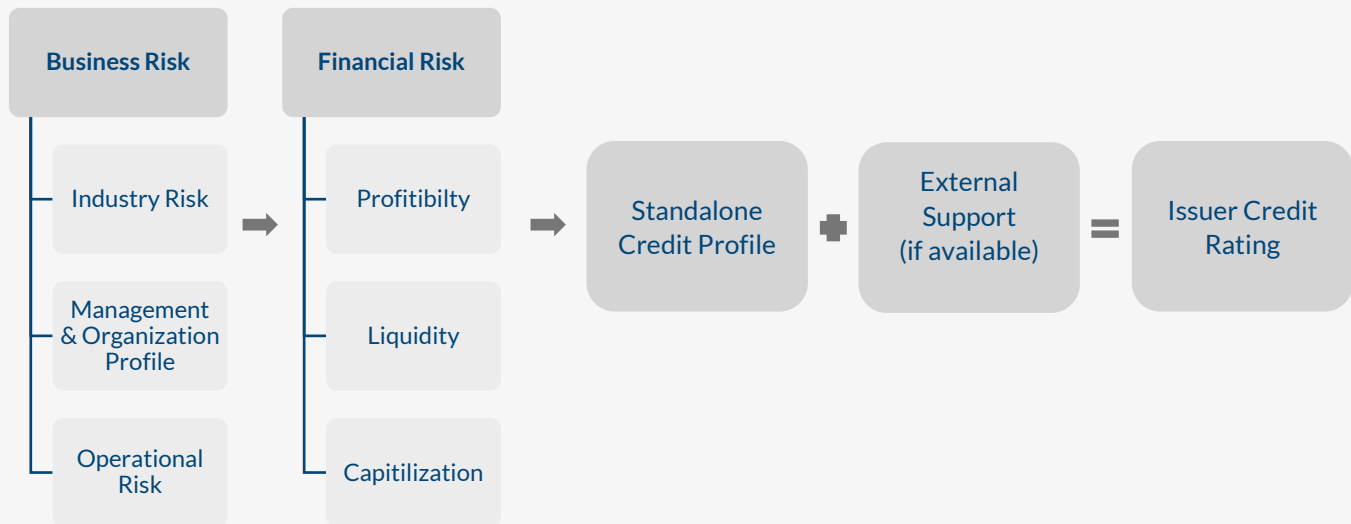 Business Risk
Industry Risk
Management
& Organization
Profile
Operational
Risk
Financial Risk
Profitibilty
Liquidity
Capitilization
Standalone
Credit Profile
External
Support
(if available)
Issuer Credit
Rating